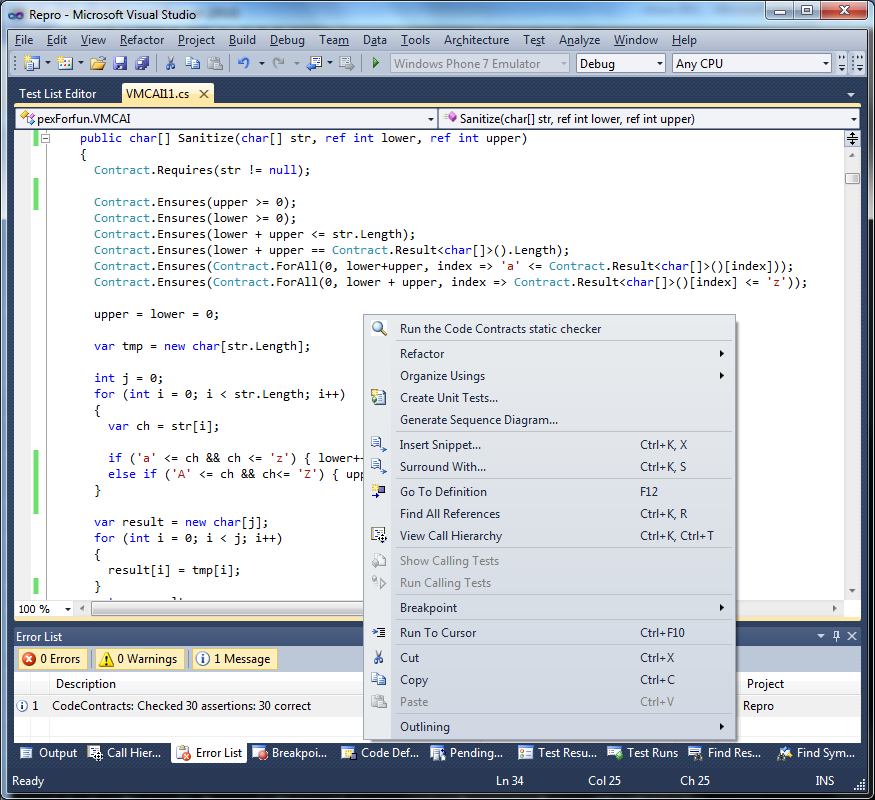 Repro - Microsoft Visual Studio
File Edit View Refactor Project Build Debug Team Data Tools Architecture Test Analyze Window Help
Windows Phone 7 Emulator Debug Any CPU
Test List Editor VMCAI11.cs
pexForfun.VMCAI Sanitize(char[] str, ref int lower, ref int upper)
public char[] Sanitize(char[] str, ref int lower, ref int upper)
{
Contract.Requires(str != null);
Contract.Ensures(upper >= 0);
Contract.Ensures(lower >= 0);
Contract.Ensures(lower + upper <= str.Length);
Contract.Ensures(lower + upper == Contract.Result<char[]>().Length);
Contract.Ensures(Contract.ForAll(0, lower+upper, index => 'a' <= Contract.Result<char[]>()[index]));
Contract.Ensures(Contract.ForAll(0, lower + upper, index => Contract.Result<char[]>()[index] <= 'z'));
upper = lower = 0;
var tmp = new char[str.Length];
int j = 0;
for (int i = 0; i < str.Length; i++)
{
var ch = str[i];
if ('a' <= ch && ch <= 'z') { lower+
else if ('A' <= ch && ch<= 'Z') { upp
}
var result = new char[j];
for (int i = 0; i < j; i++)
{
result[i] = tmp[i];
}
100 %
Run the Code Contracts static checker
Refactor
Organize Usings
Create Unit Tests...
Generate Sequence Diagram...
Insert Snippet... Ctrl+K, X
Surround With... Ctrl+K, S
Go To Definition F12
Find All References Ctrl+K, R
View Call Hierarchy Ctrl+K, Ctrl+T
Show Calling Tests
Run Calling Tests
Breakpoint
Run To Cursor Ctrl+F10
Cut Ctrl+X
Copy Ctrl+C
Paste Ctrl+V
Outlining
Error List
0 Errors 0 Warnings 1 Message
Description Project
1 CodeContracts: Checked 30 assertions: 30 correct Repro
Output Call Hier... Error List Breakpoi... Code Def... Pending... Test Resu... Test Runs Find Res... Find Sym...
Ready Ln 34 Col 25 Ch 25 INS